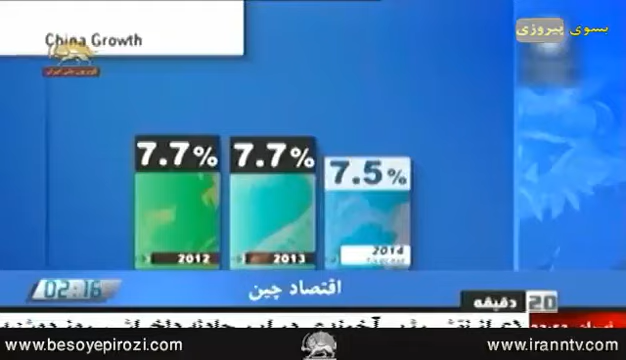 China Growth
بسوی پیروزی
7.7%
7.7%
7.5%
2012
2013
2014
02:16
اقتصاد چین
20 دقیقه
www.besoyepirozi.com
www.iranntv.com